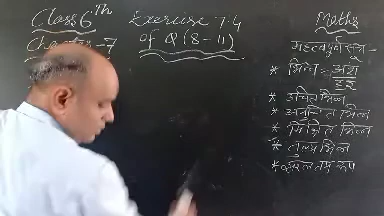 Class 6th Exercise 7.4 Maths
Chapter-7 of Q (8-11)
महत्वपूर्ण सूत्र -
* भिन्न = अंश
हर
* उचित भिन्न
* अनुचित भिन्न
* मिश्रित भिन्न
* तुल्य भिन्न
* सरलतम रूप